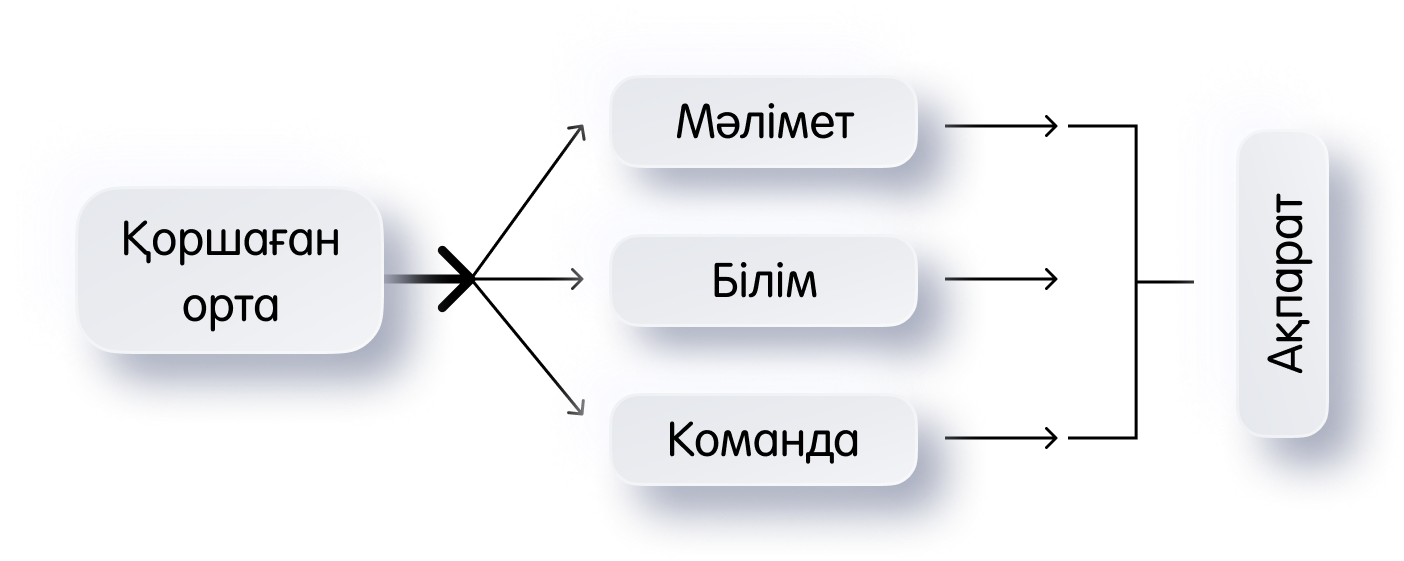 Қоршаған
орта
Мәлімет
Білім
Команда
Ақпарат